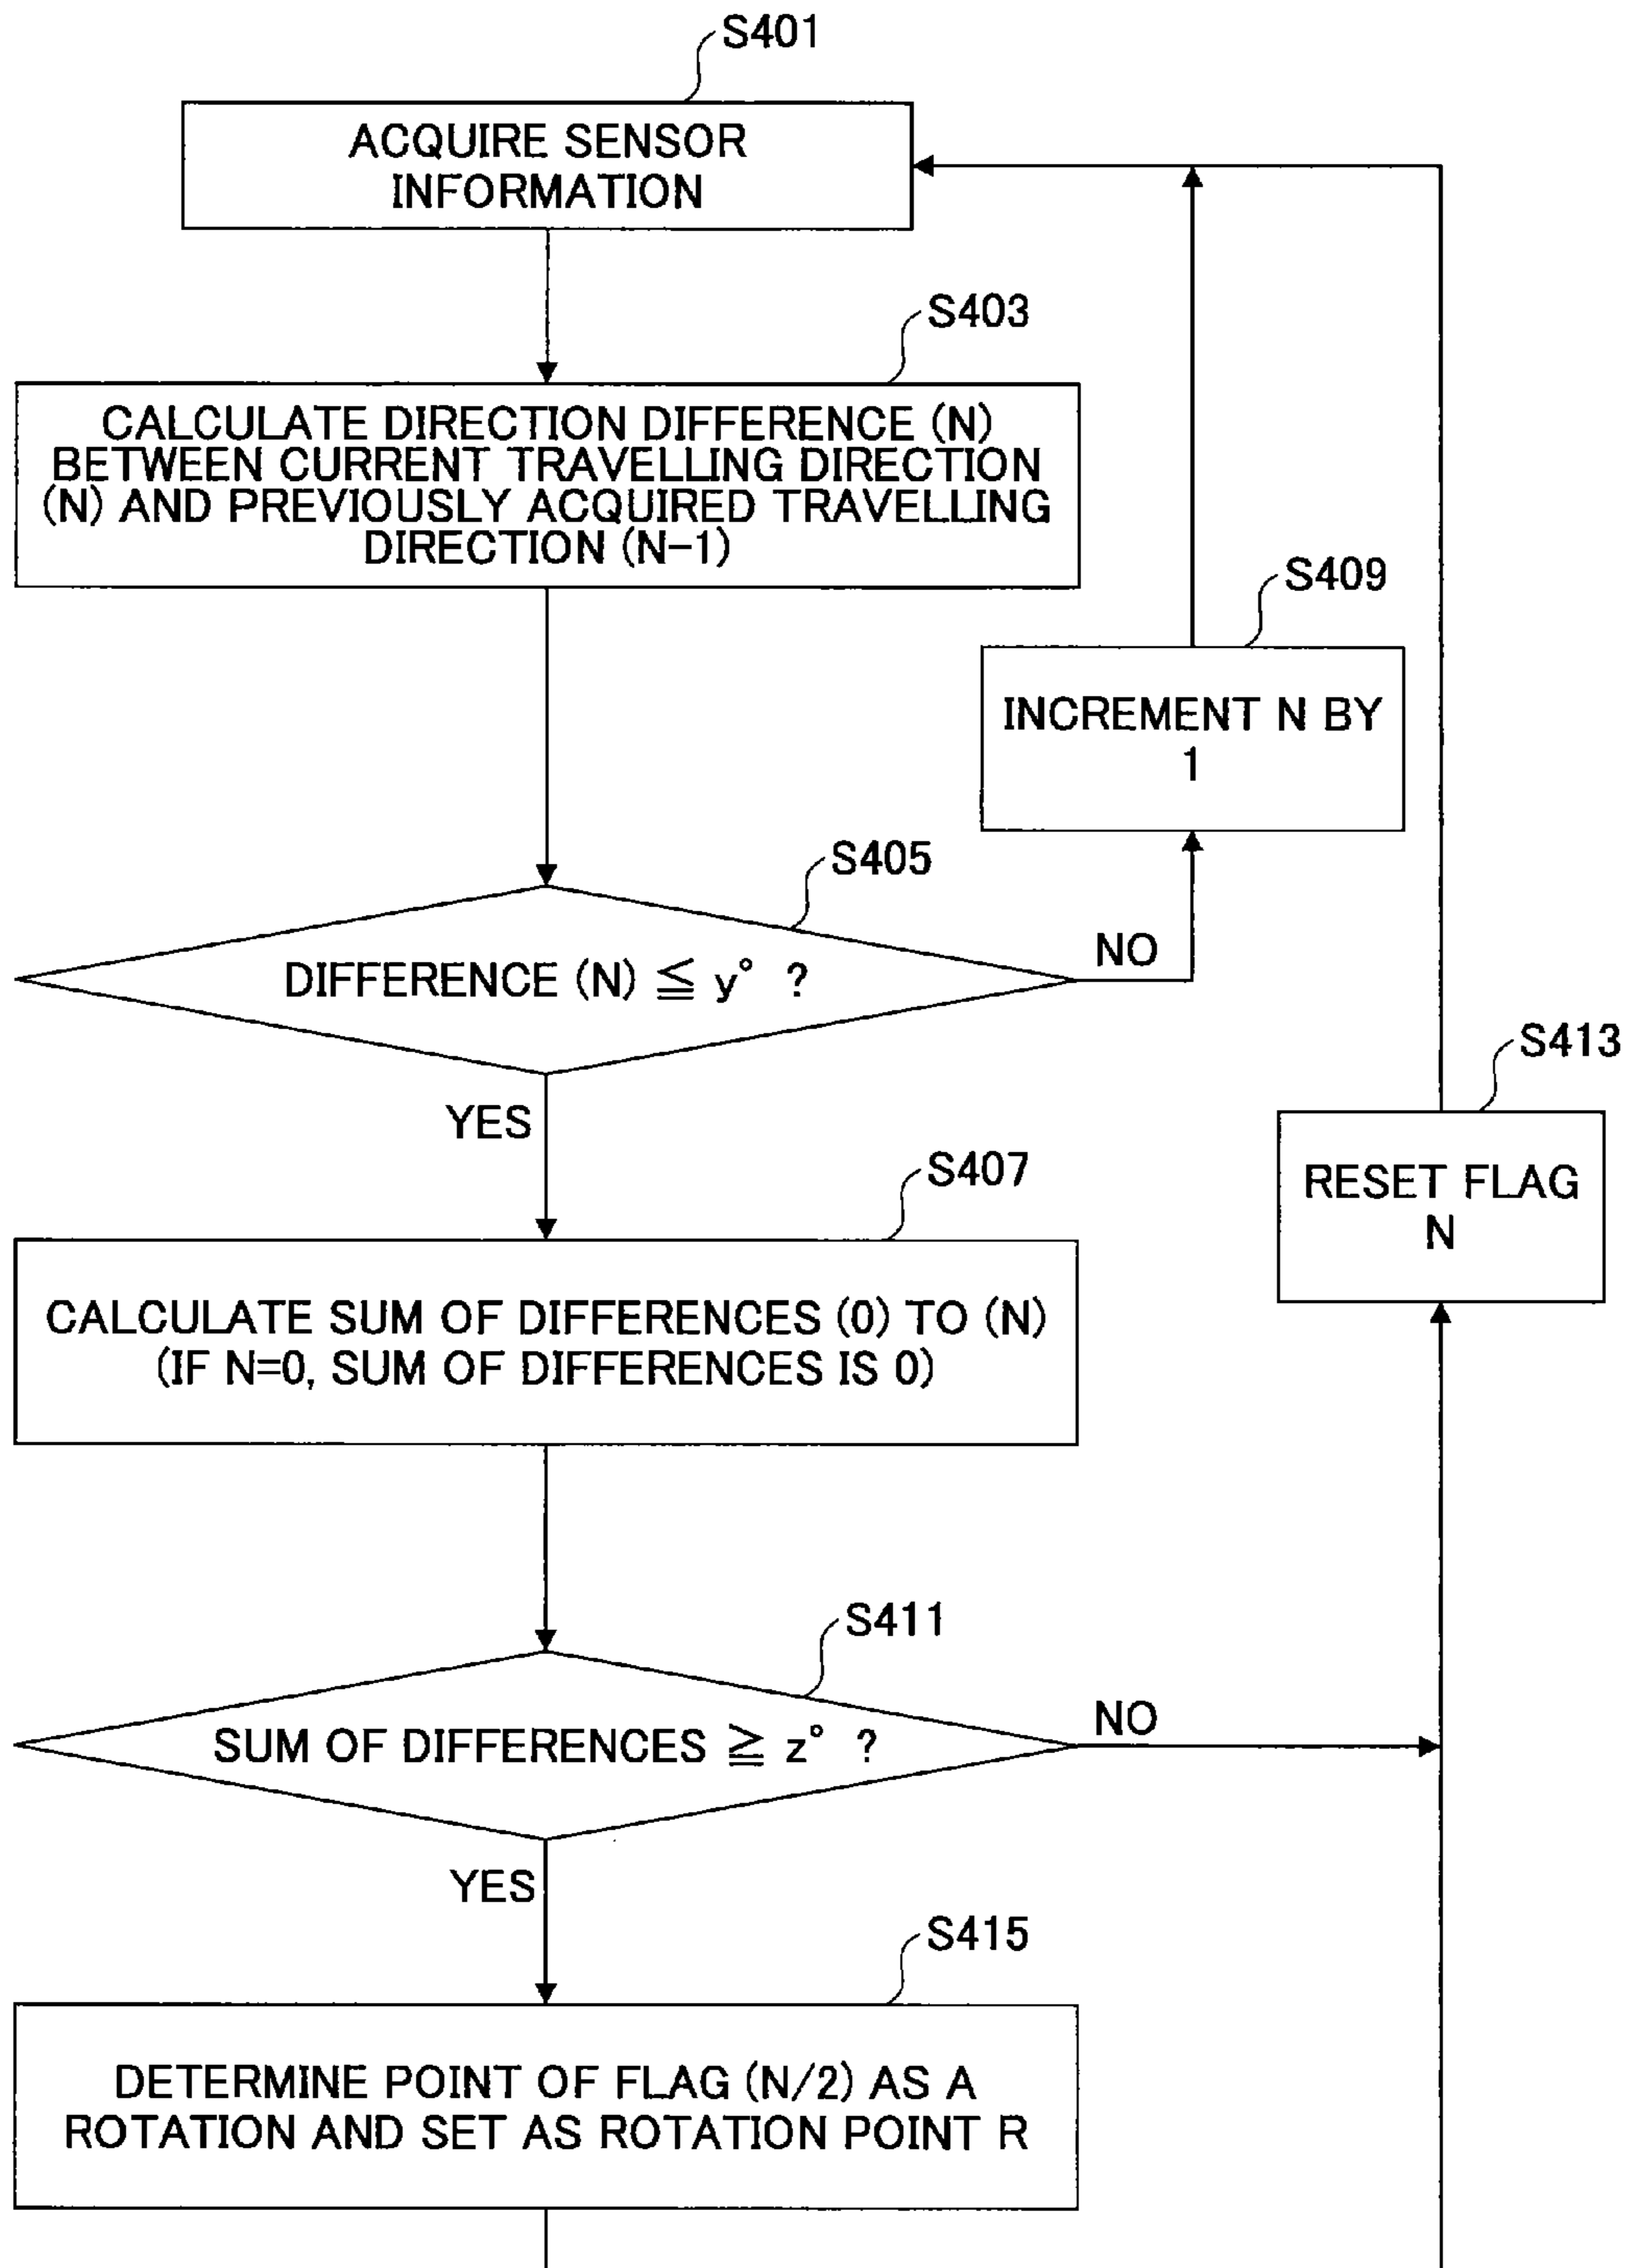 S401
ACQUIRE SENSOR
INFORMATION
S403
CALCULATE DIRECTION DIFFERENCE (N)
BETWEEN CURRENT TRAVELLING DIRECTION
(N) AND PREVIOUSLY ACQUIRED TRAVELLING
DIRECTION (N-1)
S409
INCREMENT N BY
1
S405
DIFFERENCE (N) ≦ y° ?
NO
YES
S413
RESET FLAG
N
S407
CALCULATE SUM OF DIFFERENCES (0) TO (N)
(IF N=0, SUM OF DIFFERENCES IS 0)
S411
SUM OF DIFFERENCES ≧ z° ?
NO
YES
S415
DETERMINE POINT OF FLAG (N/2) AS A
ROTATION AND SET AS ROTATION POINT R